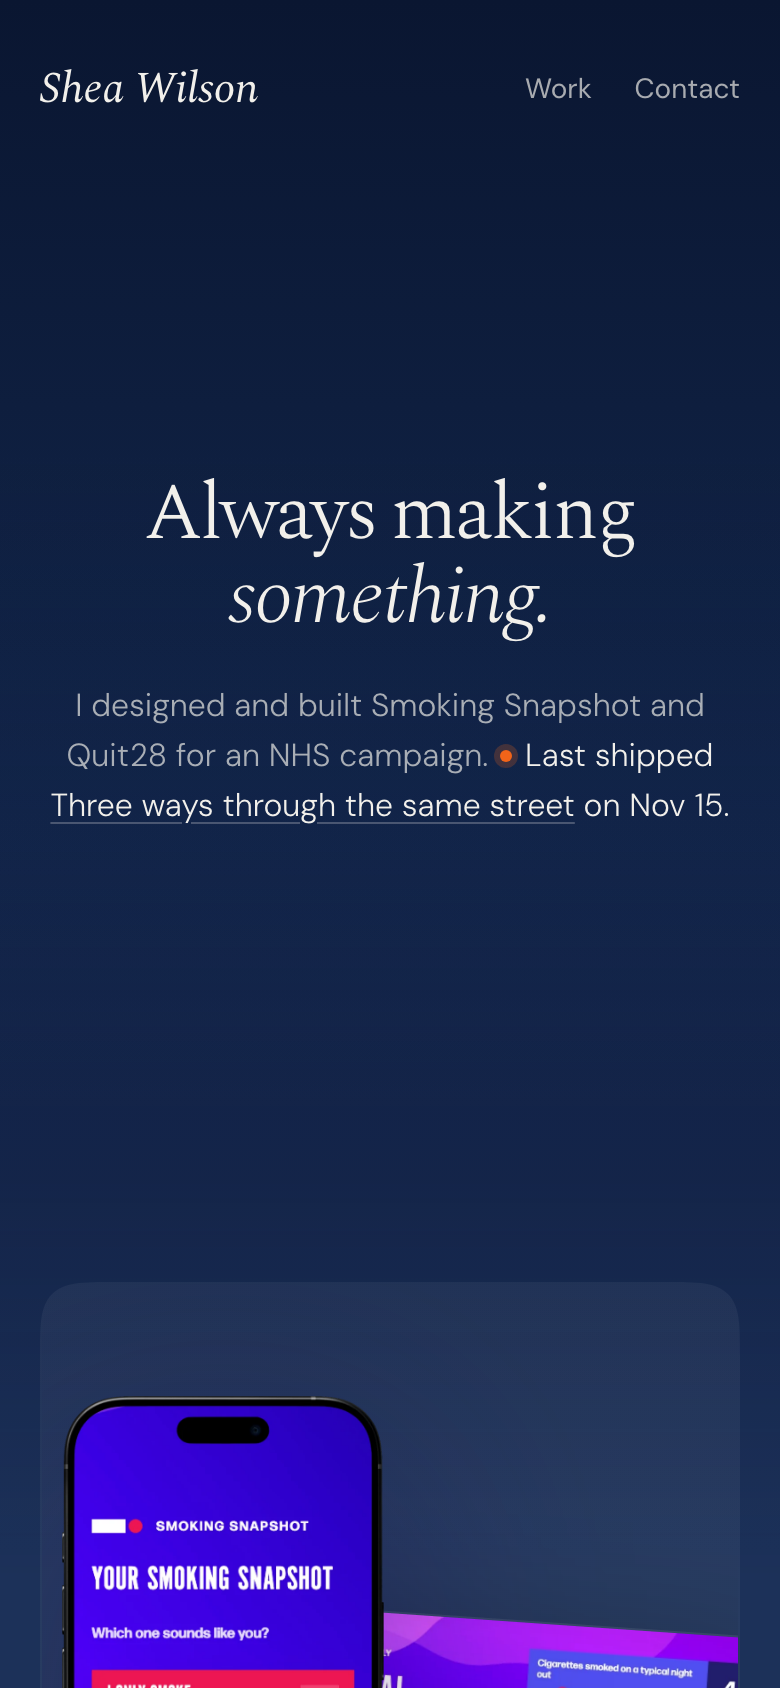 Shea Wilson
Work
Contact
Always making
something.
I designed and built Smoking Snapshot and
Quit28 for an NHS campaign. Last shipped
Three ways through the same street on Nov 15.
SMOKING SNAPSHOT
YOUR SMOKING SNAPSHOT
Which one sounds like you?
I ONLY SMOKE
Cigarettes smoked on a typical night
out